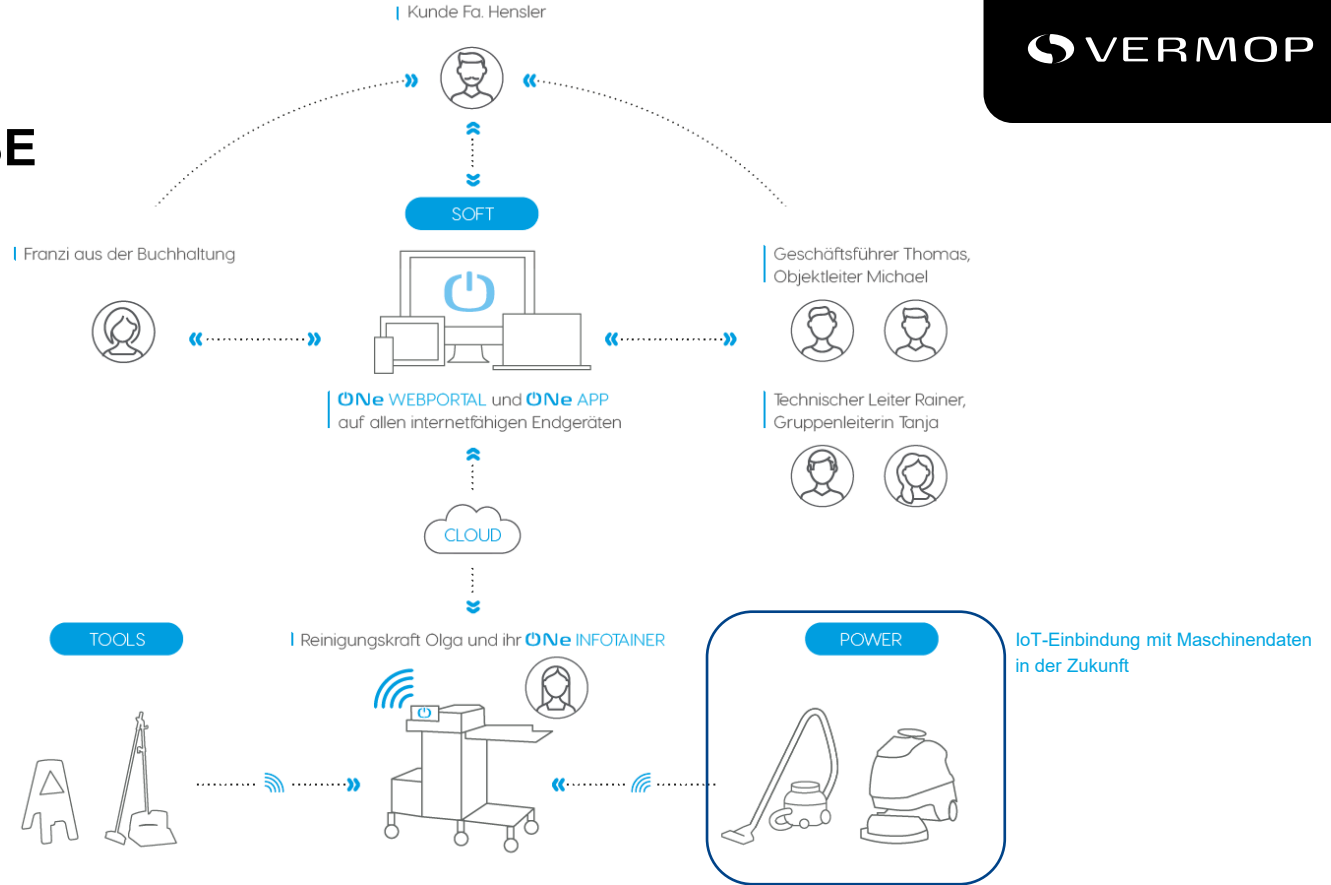 Kunde Fa. Hensler
VERMOP
SOFT
Franzi aus der Buchhaltung
Geschäftsführer Thomas,
Objektleiter Michael
ONe WEBPORTAL und ONe APP
auf allen internetfähigen Endgeräten
Technischer Leiter Rainer,
Gruppenleiterin Tanja
CLOUD
TOOLS
Reinigungskraft Olga und ihr ONe INFOTAINER
POWER
IoT-Einbindung mit Maschinendaten
in der Zukunft